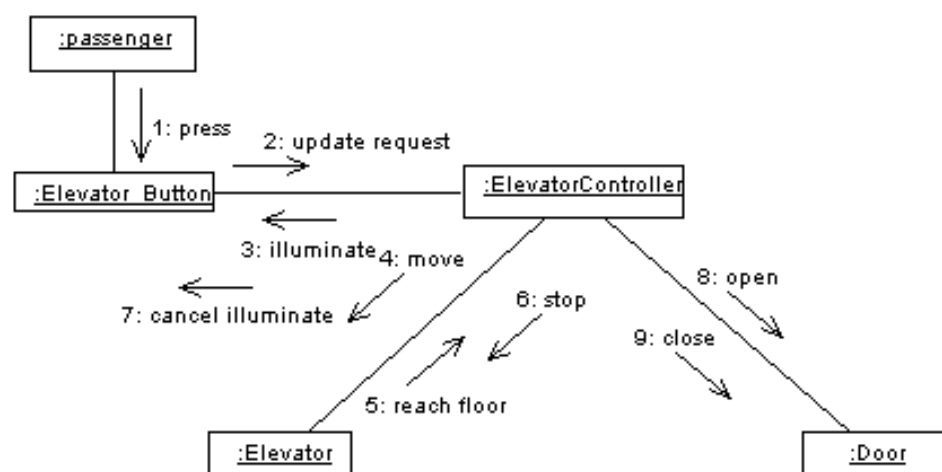 :passenger
1: press
2: update request
:Elevator_Button
:ElevatorController
3: illuminate
4: move
8: open
7: cancel illuminate
6: stop
9: close
5: reach floor
:Elevator
:Door